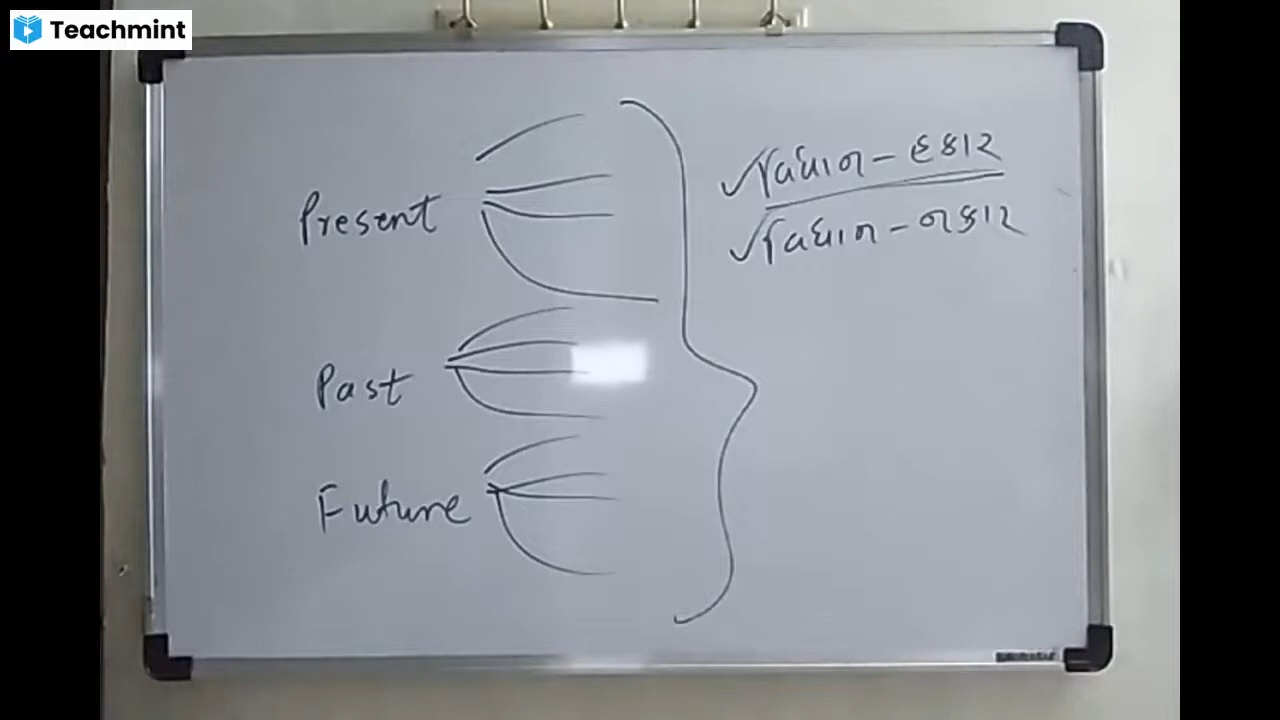 Teachmint
વિધાન - હકાર
વિધાન - નકાર
Present
Past
Future